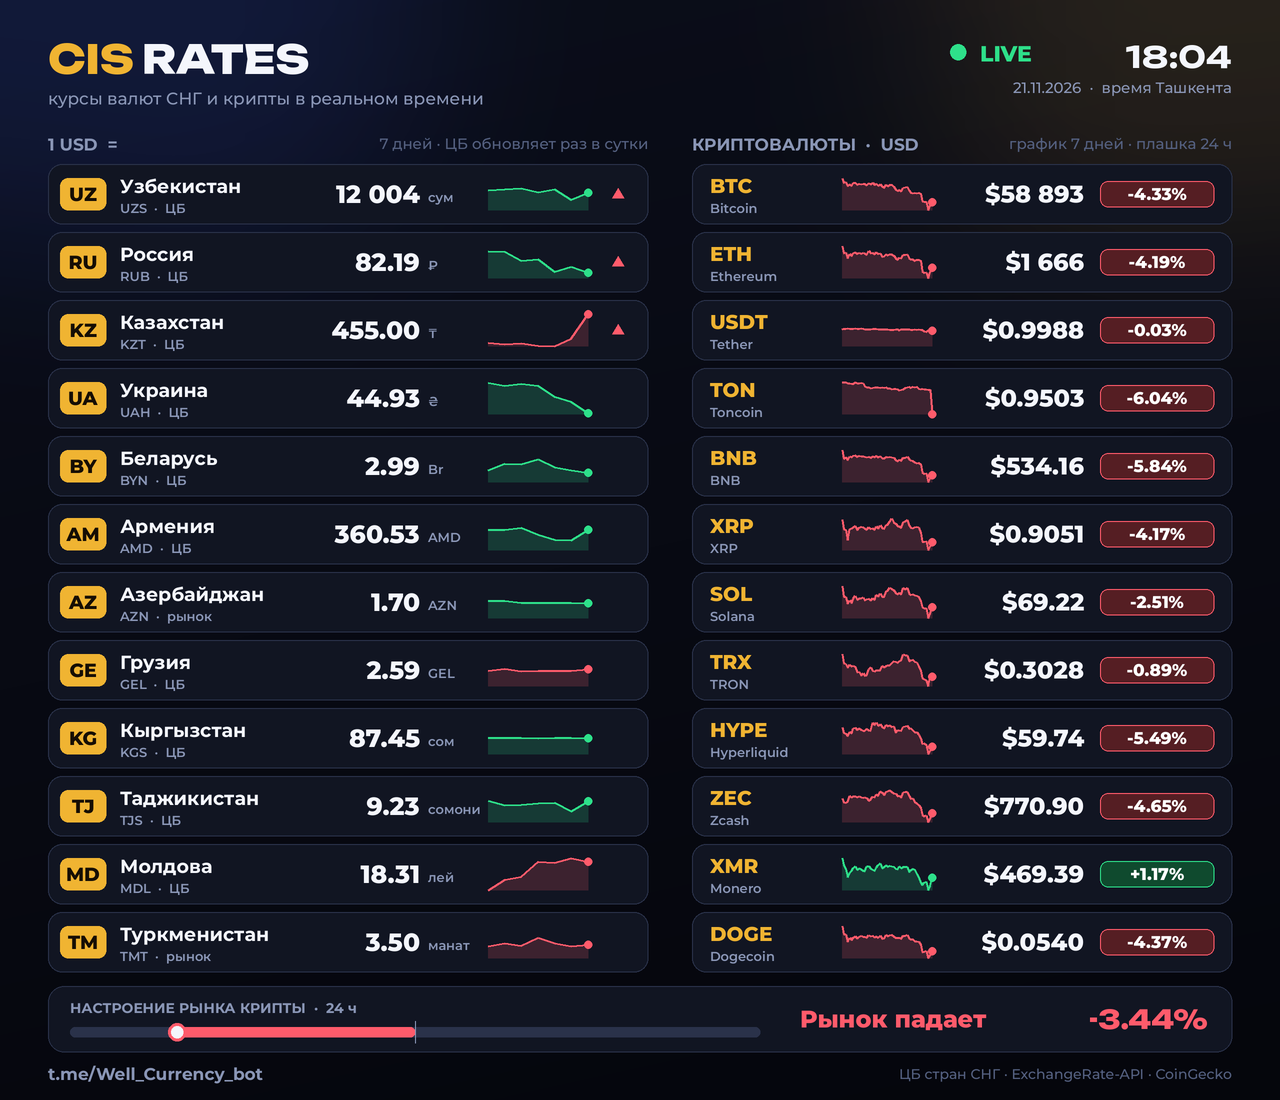 CIS RATES
курсы валют СНГ и крипты в реальном времени
LIVE 18:04
21.11.2026 · время Ташкента
1 USD =
7 дней · ЦБ обновляет раз в сутки
UZ Узбекистан 12 004 сум
UZS · ЦБ
RU Россия 82.19 ₽
RUB · ЦБ
KZ Казахстан 455.00 ₸
KZT · ЦБ
UA Украина 44.93 ₴
UAH · ЦБ
BY Беларусь 2.99 Br
BYN · ЦБ
AM Армения 360.53 AMD
AMD · ЦБ
AZ Азербайджан 1.70 AZN
AZN · рынок
GE Грузия 2.59 GEL
GEL · ЦБ
KG Кыргызстан 87.45 сом
KGS · ЦБ
TJ Таджикистан 9.23 сомони
TJS · ЦБ
MD Молдова 18.31 лей
MDL · ЦБ
TM Туркменистан 3.50 манат
TMT · рынок
КРИПТОВАЛЮТЫ · USD
график 7 дней · плашка 24 ч
BTC $58 893 -4.33%
Bitcoin
ETH $1 666 -4.19%
Ethereum
USDT $0.9988 -0.03%
Tether
TON $0.9503 -6.04%
Toncoin
BNB $534.16 -5.84%
BNB
XRP $0.9051 -4.17%
XRP
SOL $69.22 -2.51%
Solana
TRX $0.3028 -0.89%
TRON
HYPE $59.74 -5.49%
Hyperliquid
ZEC $770.90 -4.65%
Zcash
XMR $469.39 +1.17%
Monero
DOGE $0.0540 -4.37%
Dogecoin
НАСТРОЕНИЕ РЫНКА КРИПТЫ · 24 ч
Рынок падает -3.44%
t.me/Well_Currency_bot
ЦБ стран СНГ · ExchangeRate-API · CoinGecko